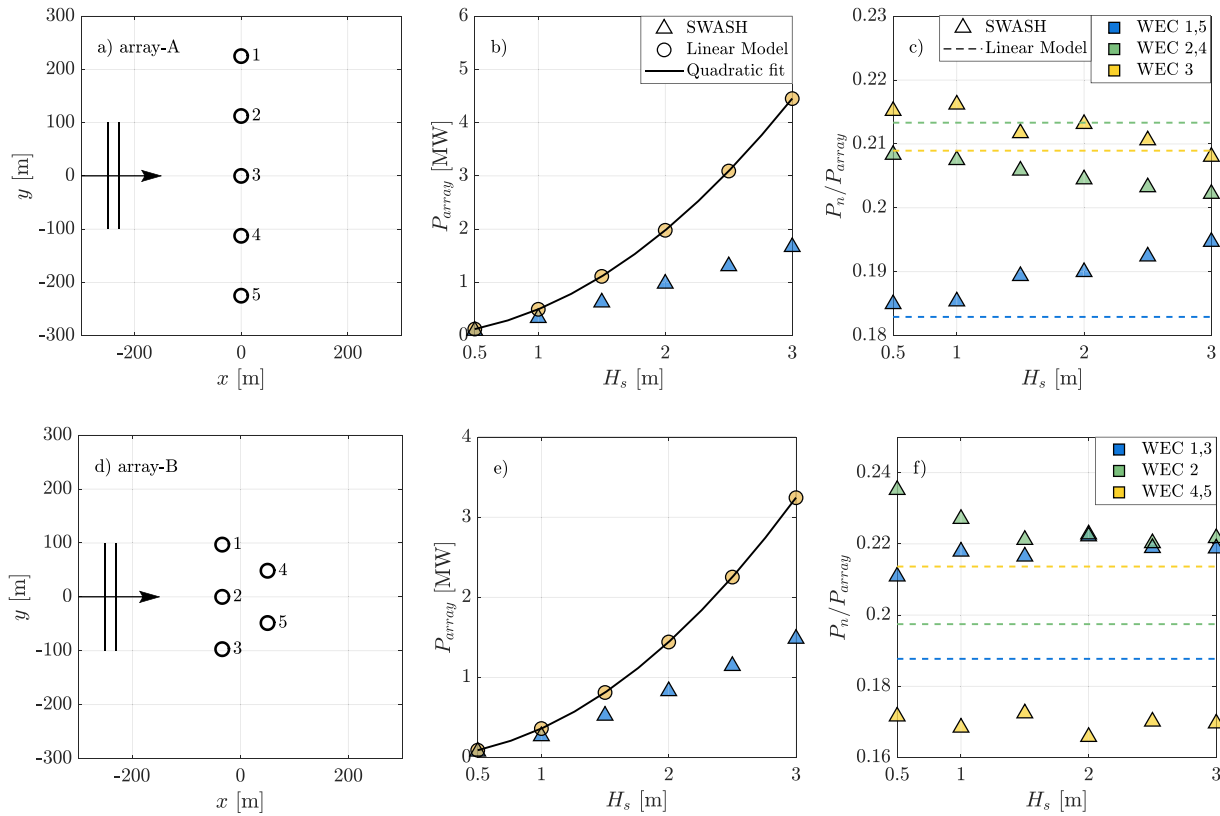 a) array-A
300
200
100
0
-100
-200
-300
y [m]
1
2
3
4
5
-200
0
200
x [m]
b)
SWASH
Linear Model
Quadratic fit
6
5
4
3
2
1
0
P_array [MW]
0.5
1
2
3
H_s [m]
c)
SWASH
Linear Model
WEC 1,5
WEC 2,4
WEC 3
0.23
0.22
0.21
0.2
0.19
0.18
P_n/P_array
0.5
1
2
3
H_s [m]
d) array-B
300
200
100
0
-100
-200
-300
y [m]
1
4
2
5
3
-200
0
200
x [m]
e)
4
3
2
1
0
P_array [MW]
0.5
1
2
3
H_s [m]
f)
WEC 1,3
WEC 2
WEC 4,5
0.24
0.22
0.2
0.18
0.16
P_n/P_array
0.5
1
2
3
H_s [m]